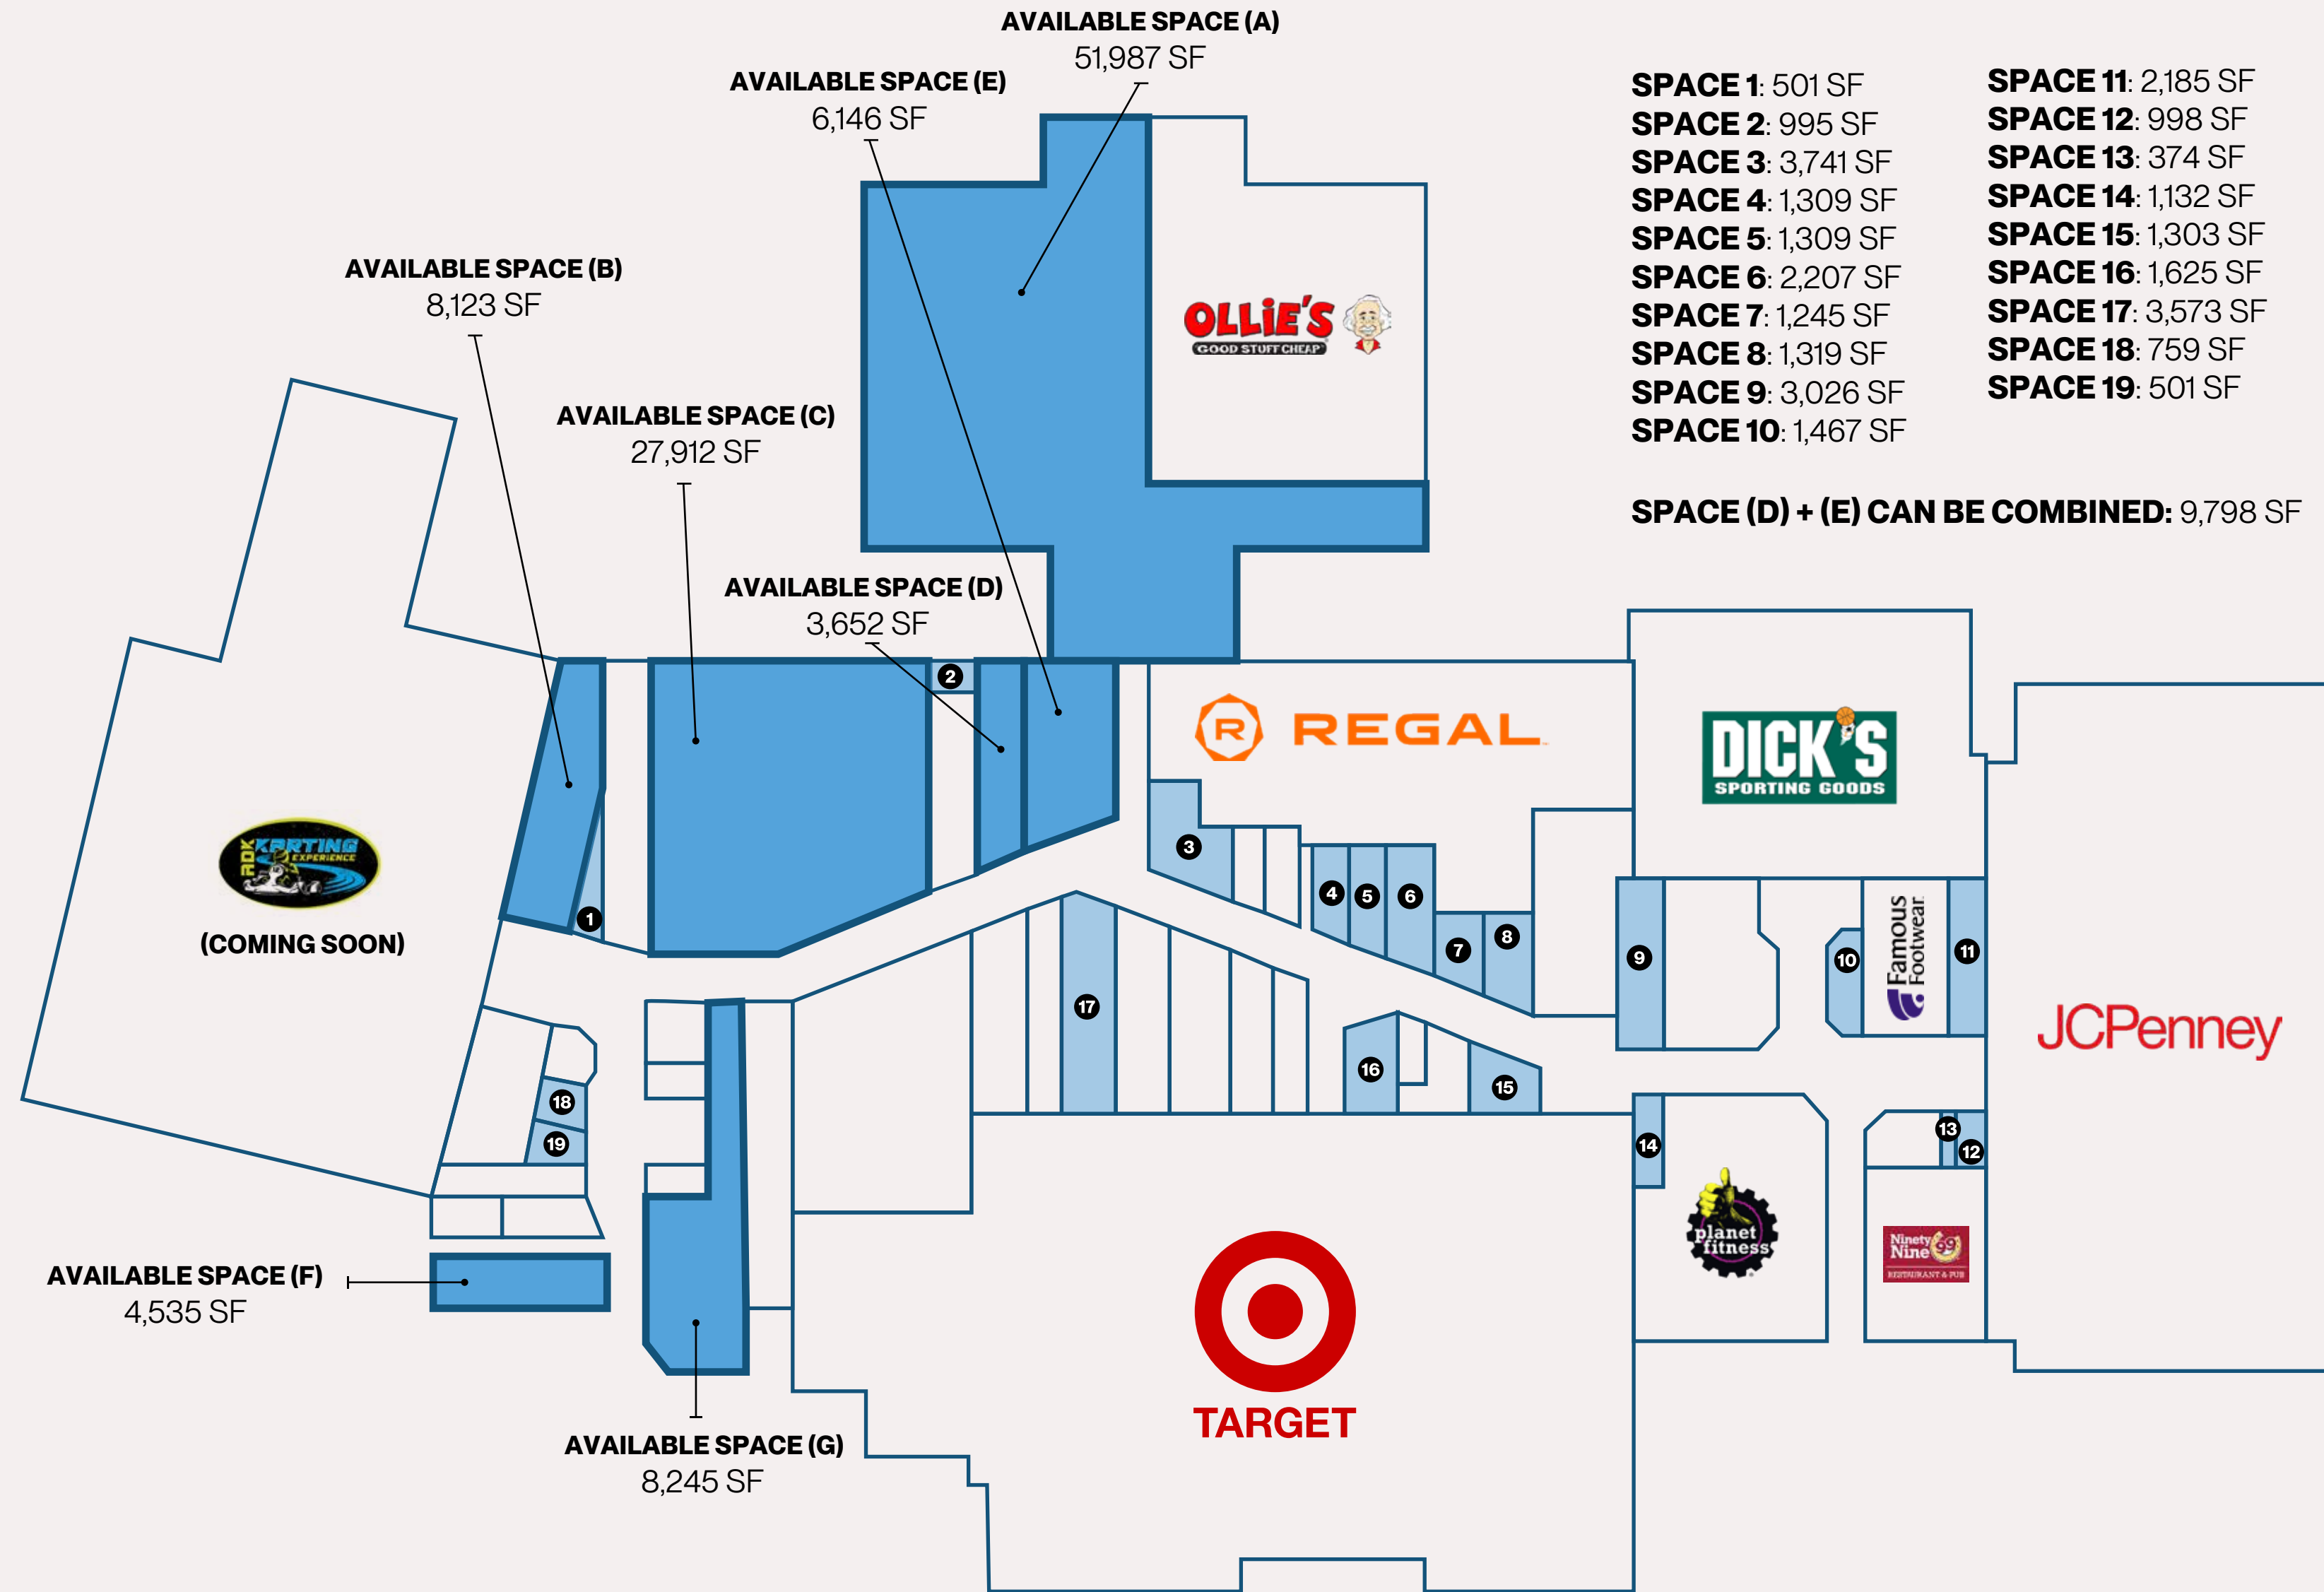 AVAILABLE SPACE (A)
51,987 SF
AVAILABLE SPACE (E)
6,146 SF
AVAILABLE SPACE (B)
8,123 SF
AVAILABLE SPACE (C)
27,912 SF
AVAILABLE SPACE (D)
3,652 SF
SPACE 1: 501 SF
SPACE 2: 995 SF
SPACE 3: 3,741 SF
SPACE 4: 1,309 SF
SPACE 5: 1,309 SF
SPACE 6: 2,207 SF
SPACE 7: 1,245 SF
SPACE 8: 1,319 SF
SPACE 9: 3,026 SF
SPACE 10: 1,467 SF
SPACE 11: 2,185 SF
SPACE 12: 998 SF
SPACE 13: 374 SF
SPACE 14: 1,132 SF
SPACE 15: 1,303 SF
SPACE 16: 1,625 SF
SPACE 17: 3,573 SF
SPACE 18: 759 SF
SPACE 19: 501 SF
SPACE (D) + (E) CAN BE COMBINED: 9,798 SF
OLLiE'S
GOOD STUFF CHEAP
2
R REGAL
DICK'S
SPORTING GOODS
ADK
KARTING
EXPERIENCE
(COMING SOON)
1
3
4
5
6
7
8
9
10
Famous
Footwear
11
JCPenney
17
16
15
18
19
14
13
12
planet
fitness
Ninety
Nine
99
RESTAURANT & PUB
TARGET
AVAILABLE SPACE (F)
4,535 SF
AVAILABLE SPACE (G)
8,245 SF